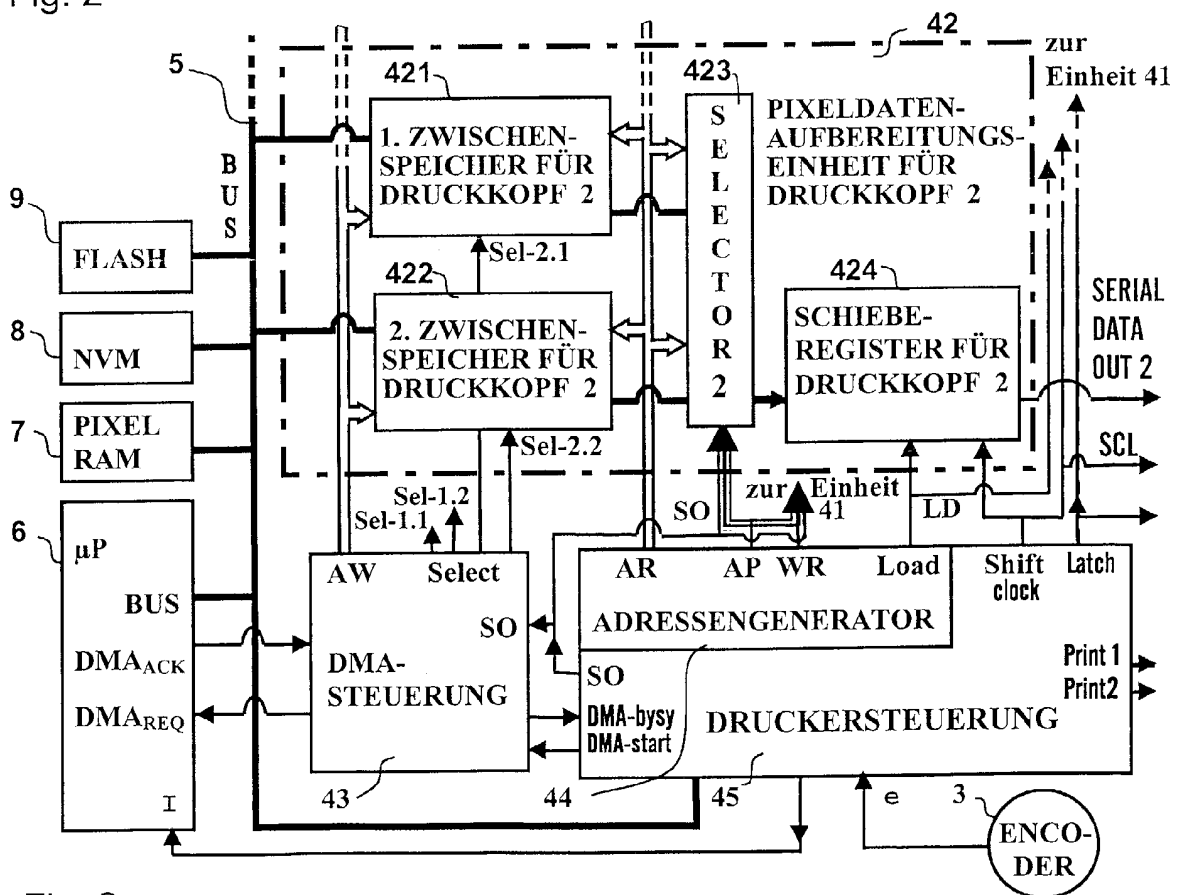 Fig. 2
42
zur
Einheit 41
5
421
423
BUS
1. ZWISCHEN-
SPEICHER FÜR
DRUCKKOPF 2
SELECTOR 2
PIXELDATEN-
AUFBEREITUNGS-
EINHEIT FÜR
DRUCKKOPF 2
9
FLASH
Sel-2.1
422
424
8
NVM
2. ZWISCHEN-
SPEICHER FÜR
DRUCKKOPF 2
SCHIEBE-
REGISTER FÜR
DRUCKKOPF 2
SERIAL
DATA
OUT 2
7
PIXEL
RAM
Sel-2.2
SCL
Sel-1.2
Sel-1.1
SO
zur Einheit
41
LD
6
µP
BUS
DMAACK
DMAREQ
I
AW
Select
SO
DMA-
STEUERUNG
43
AR
AP
WR
Load
Shift
clock
Latch
ADRESSENGENERATOR
SO
DMA-bysy
DMA-start
DRUCKERSTEUERUNG
Print 1
Print2
44
45
e
3
ENCO-
DER